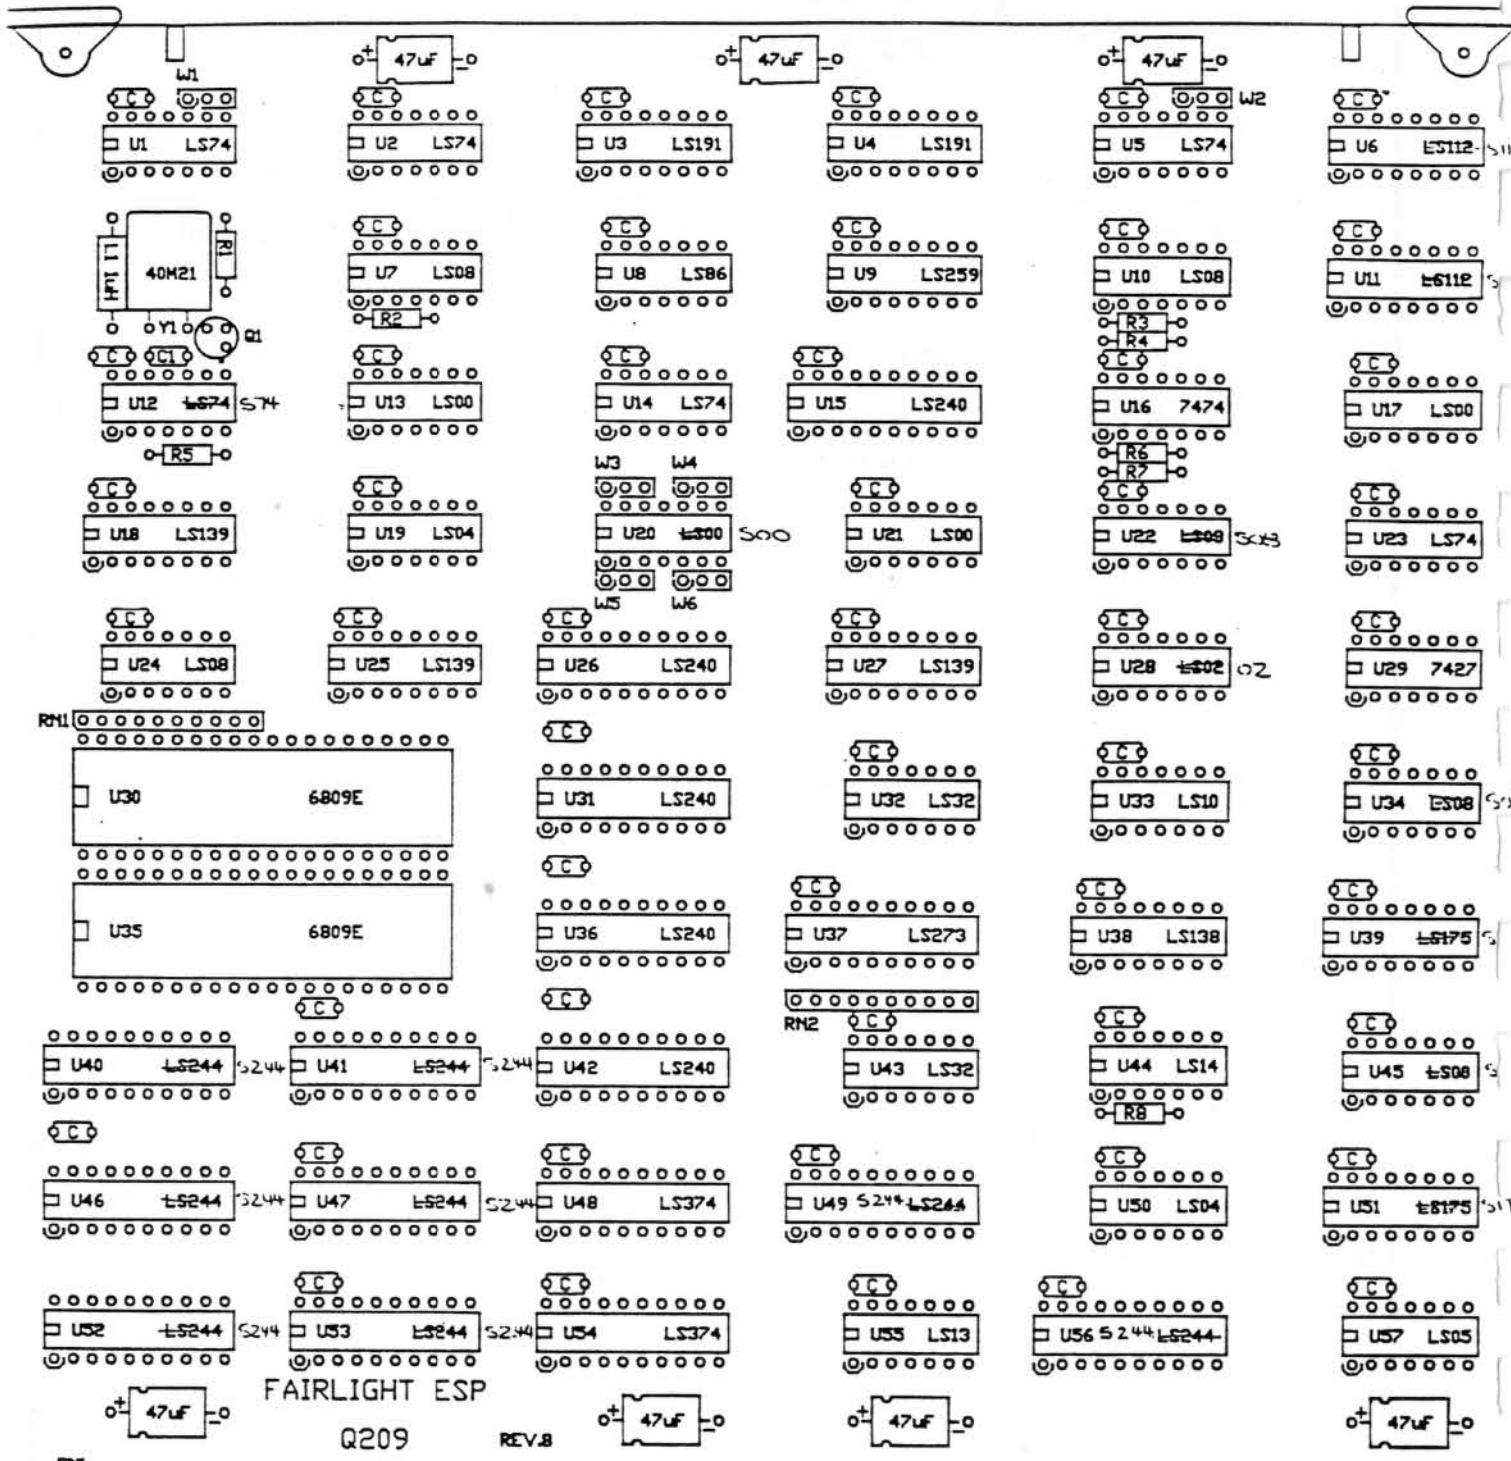 47uF 47uF 47uF
W1 W2
C C C C C C
U1 LS74 U2 LS74 U3 LS191 U4 LS191 U5 LS74 U6 LS112
C C C C C
L1 1uH 40M21 R1 U7 LS08 U8 LS86 U9 LS259 U10 LS08 U11 LS112
Y1 Q1 R2 R3
R4
C C1 C C C C C
U12 LS74 S74 U13 LS00 U14 LS74 U15 LS240 U16 7474 U17 LS00
R5 R6
W3 W4 R7
C C C C C
U18 LS139 U19 LS04 U20 LS00 S00 U21 LS00 U22 LS08 S08 U23 LS74
W5 W6
C C C C C C
U24 LS08 U25 LS139 U26 LS240 U27 LS139 U28 LS02 02 U29 7427
RN1
C C C C
U30 6809E U31 LS240 U32 LS32 U33 LS10 U34 LS08
C C C C
U35 6809E U36 LS240 U37 LS273 U38 LS138 U39 LS175
RN2
C C C C C
U40 LS244 S244 U41 LS244 S244 U42 LS240 U43 LS32 U44 LS14 U45 LS08
R8
C C C C C C
U46 LS244 S244 U47 LS244 S244 U48 LS374 U49 S244 LS244 U50 LS04 U51 LS175
C C C C C
U52 LS244 S244 U53 LS244 S244 U54 LS374 U55 LS13 U56 S244 LS244 U57 LS05
FAIRLIGHT ESP
47uF 47uF 47uF 47uF
Q209 REV.8